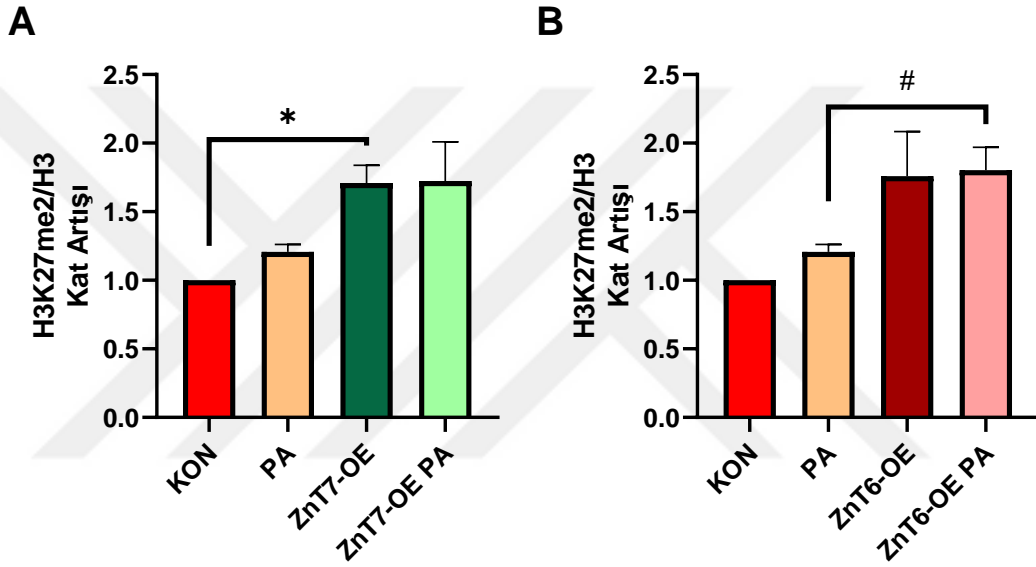 A
H3K27me2/H3
Kat Artışı
2.5
2.0
1.5
1.0
0.5
0.0
*
KON
PA
ZnT7-OE
ZnT7-OE PA
B
H3K27me2/H3
Kat Artışı
2.5
2.0
1.5
1.0
0.5
0.0
#
KON
PA
ZnT6-OE
ZnT6-OE PA